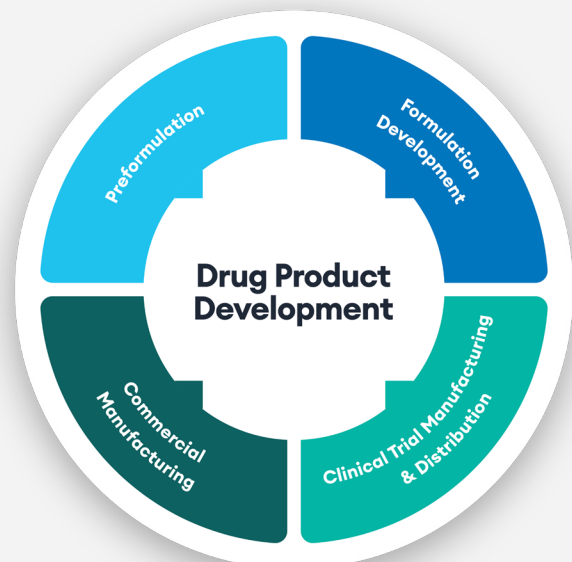 Preformulation
Formulation
Development
Drug Product
Development
Commercial
Manufacturing
Clinical Trial Manufacturing
& Distribution